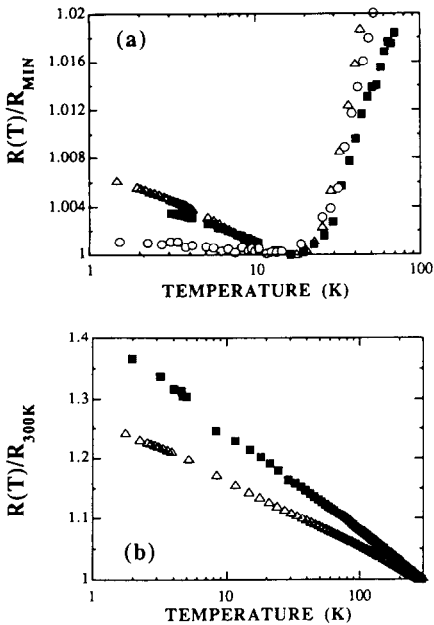 1.02
(a)
1.016
1.012
R(T)/R_MIN
1.008
1.004
1
1 10 100
TEMPERATURE (K)
1.4
1.3
R(T)/R_300K
1.2
1.1
(b)
1
1 10 100
TEMPERATURE (K)